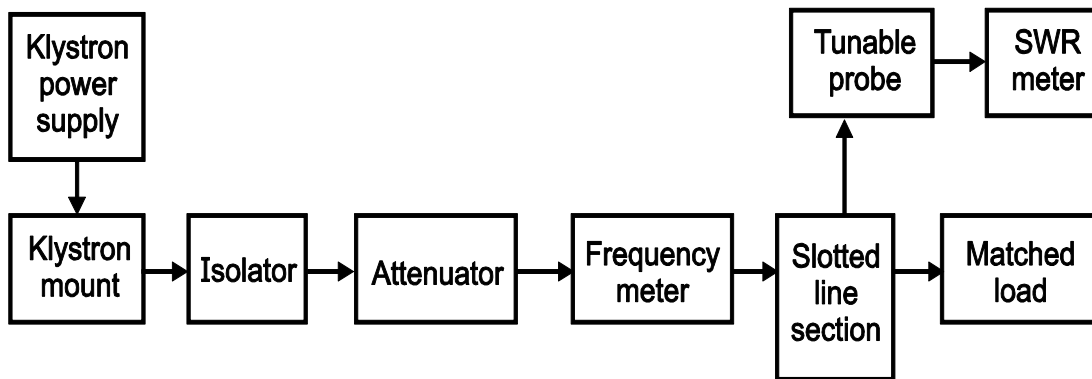 Klystron
power
supply
Tunable
probe
SWR
meter
Klystron
mount
Isolator
Attenuator
Frequency
meter
Slotted
line
section
Matched
load